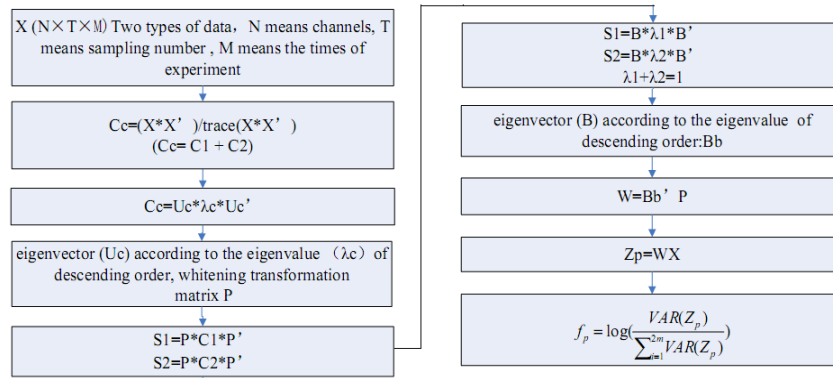 X (N×T×M) Two types of data，N means channels, T
means sampling number , M means the times of
experiment
Cc=(X*X’)/trace(X*X’)
(Cc= C1 + C2)
Cc=Uc*λc*Uc’
eigenvector (Uc) according to the eigenvalue （λc）of
descending order, whitening transformation
matrix P
S1=P*C1*P’
S2=P*C2*P’
S1=B*λ1*B’
S2=B*λ2*B’
λ1+λ2=1
eigenvector (B) according to the eigenvalue of
descending order:Bb
W=Bb’ P
Zp=WX
f_p = log(VAR(Z_p) / ∑_{i=1}^{2m} VAR(Z_p))